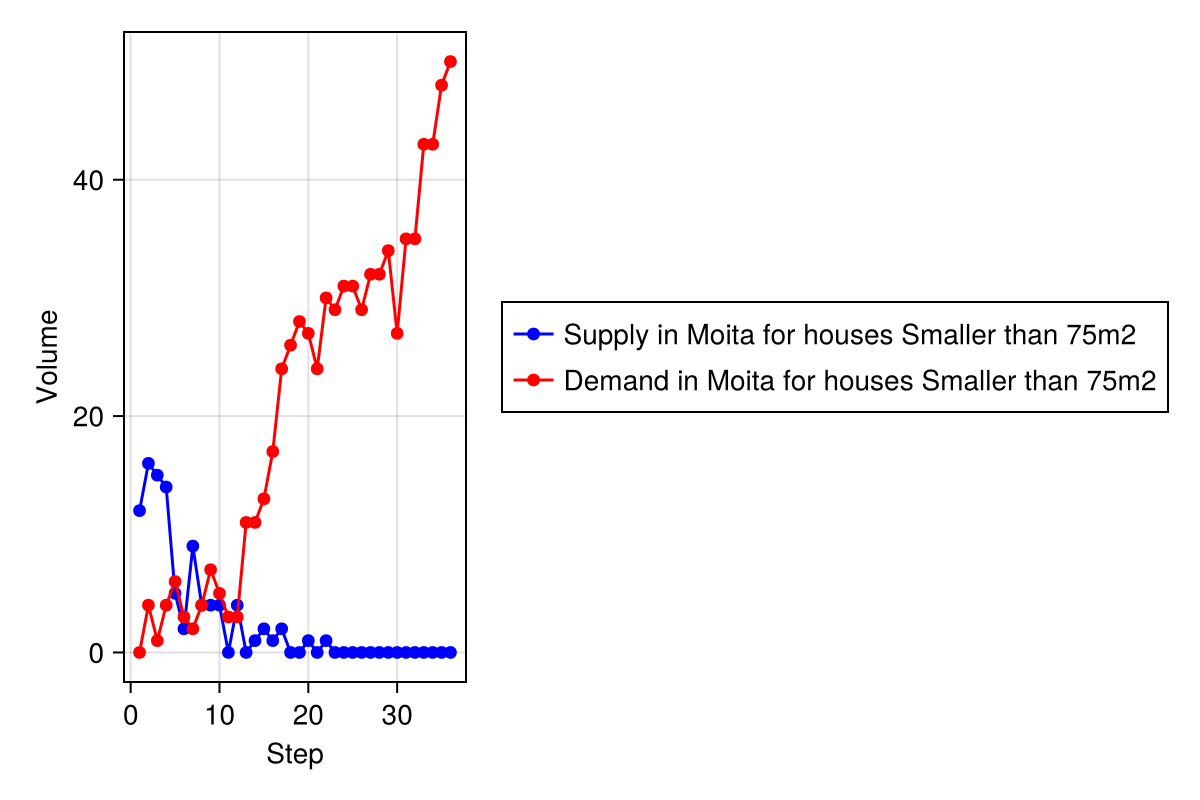 40
20
0
Volume
0 10 20 30
Step
Supply in Moita for houses Smaller than 75m2
Demand in Moita for houses Smaller than 75m2